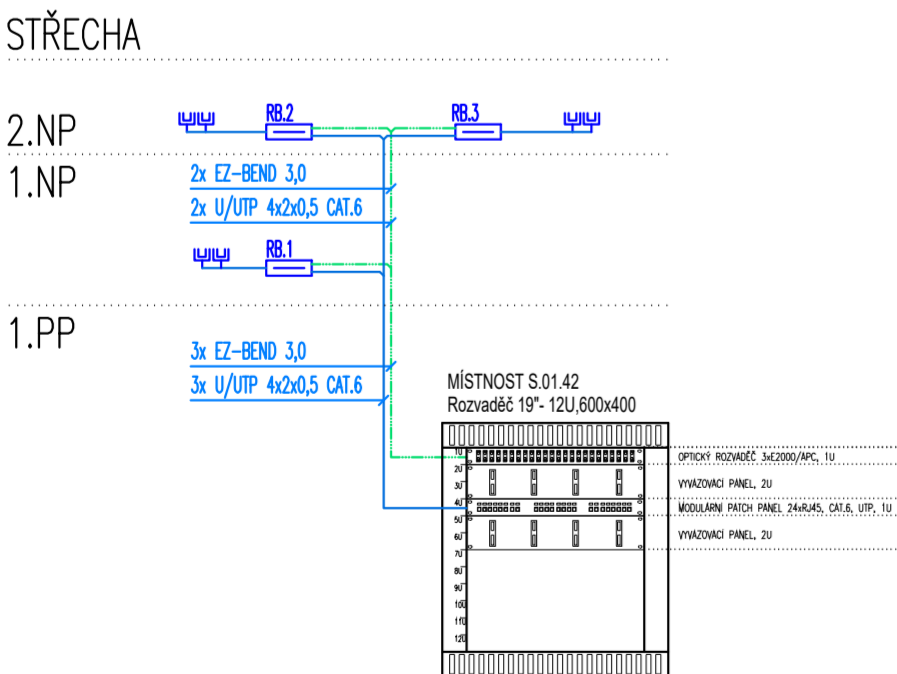 STŘECHA
2.NP
RB.2
RB.3
1.NP
2x EZ-BEND 3,0
2x U/UTP 4x2x0,5 CAT.6
RB.1
1.PP
3x EZ-BEND 3,0
3x U/UTP 4x2x0,5 CAT.6
MÍSTNOST S.01.42
Rozvaděč 19"- 12U,600x400
1U
OPTICKÝ ROZVADĚČ 3xE2000/APC, 1U
2U
3U
VYVAZOVACÍ PANEL, 2U
4U
MODULÁRNÍ PATCH PANEL 24xRJ45, CAT.6, UTP, 1U
5U
6U
VYVAZOVACÍ PANEL, 2U
7U
8U
9U
10U
11U
12U